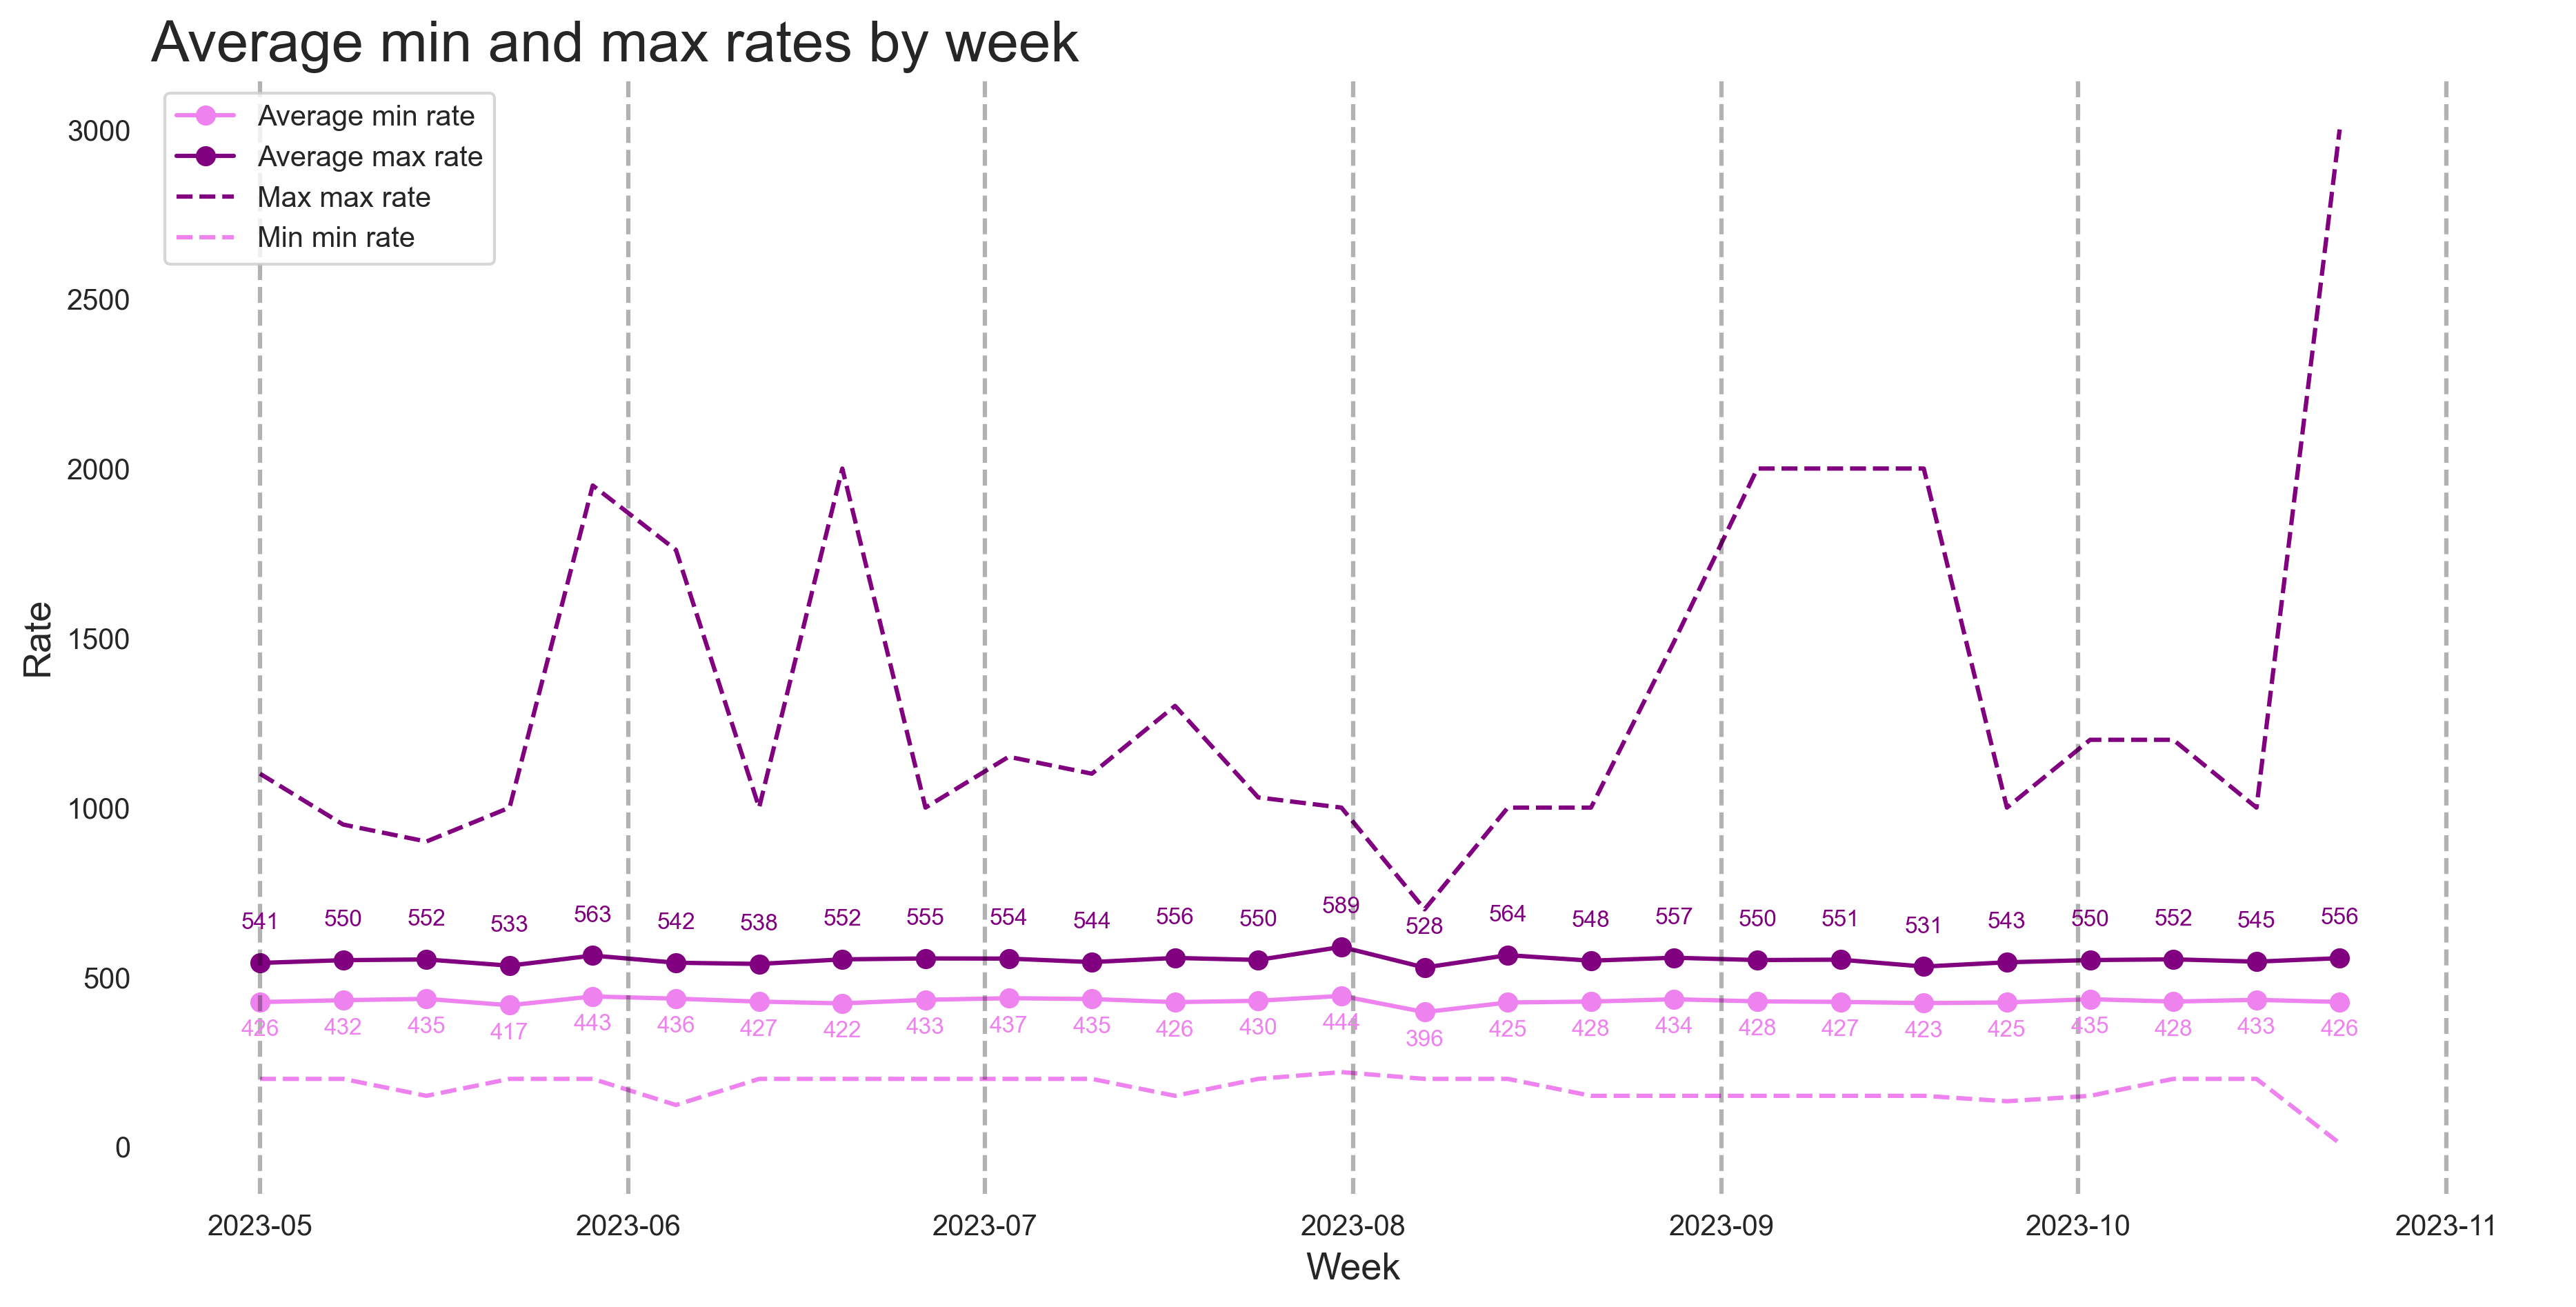 Average min and max rates by week
Average min rate
Average max rate
Max max rate
Min min rate
3000
2500
2000
1500
1000
500
0
Rate
541 550 552 533 563 542 538 552 555 554 544 556 550 589 528 564 548 557 550 551 531 543 550 552 545 556
426 432 435 417 443 436 427 422 433 437 435 426 430 444 396 425 428 434 428 427 423 425 435 428 433 426
2023-05 2023-06 2023-07 2023-08 2023-09 2023-10 2023-11
Week